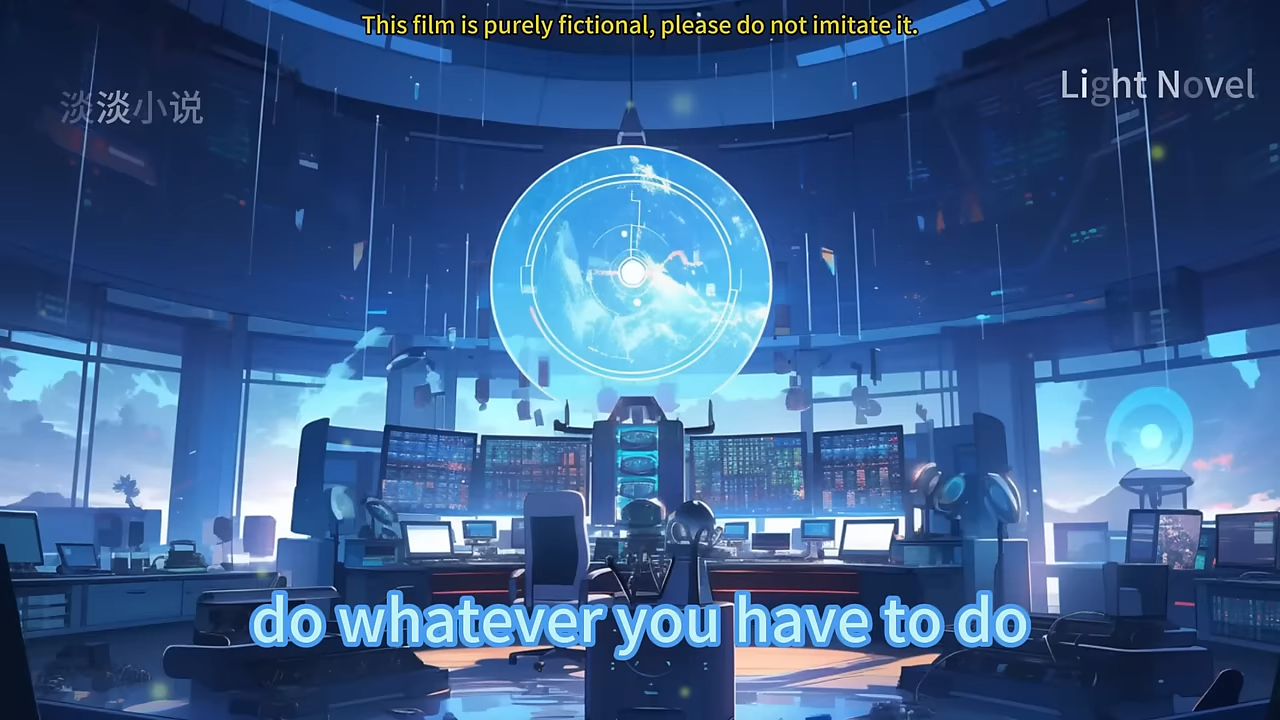 This film is purely fictional, please do not imitate it.
淡淡小说
Light Novel
do whatever you have to do